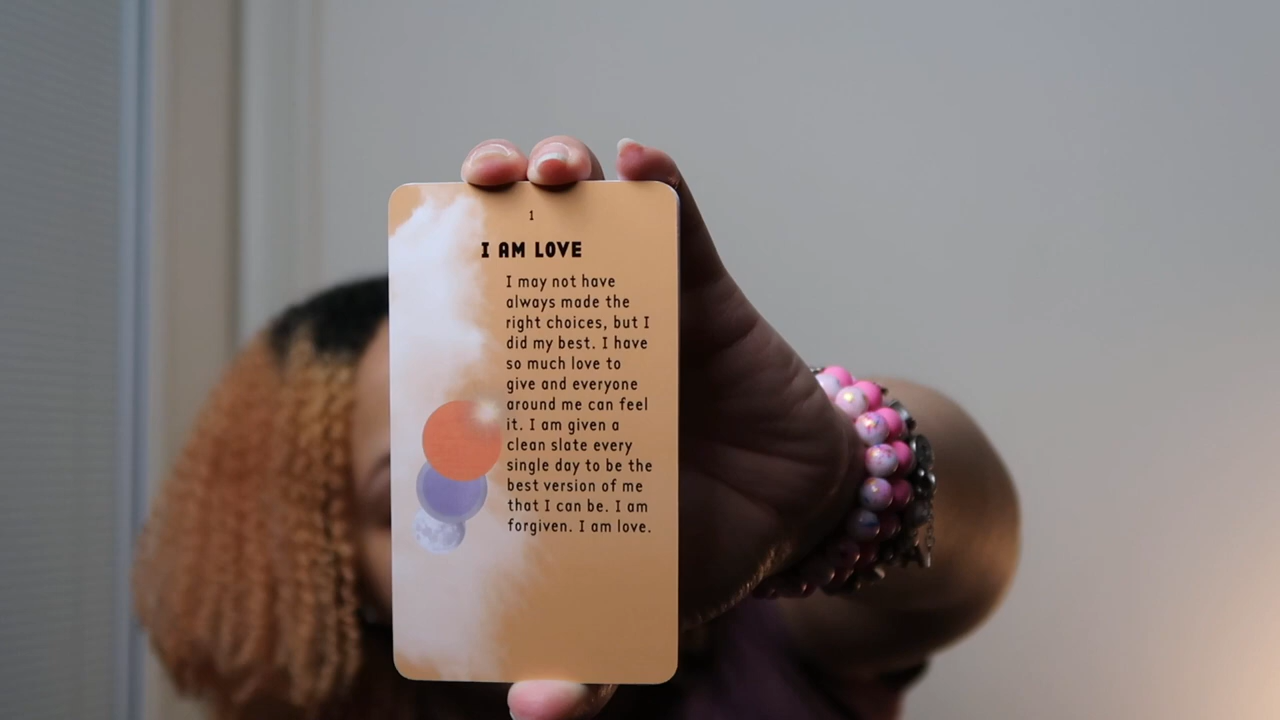 1
I AM LOVE
I may not have
always made the
right choices, but I
did my best. I have
so much love to
give and everyone
around me can feel
it. I am given a
clean slate every
single day to be the
best version of me
that I can be. I am
forgiven. I am love.